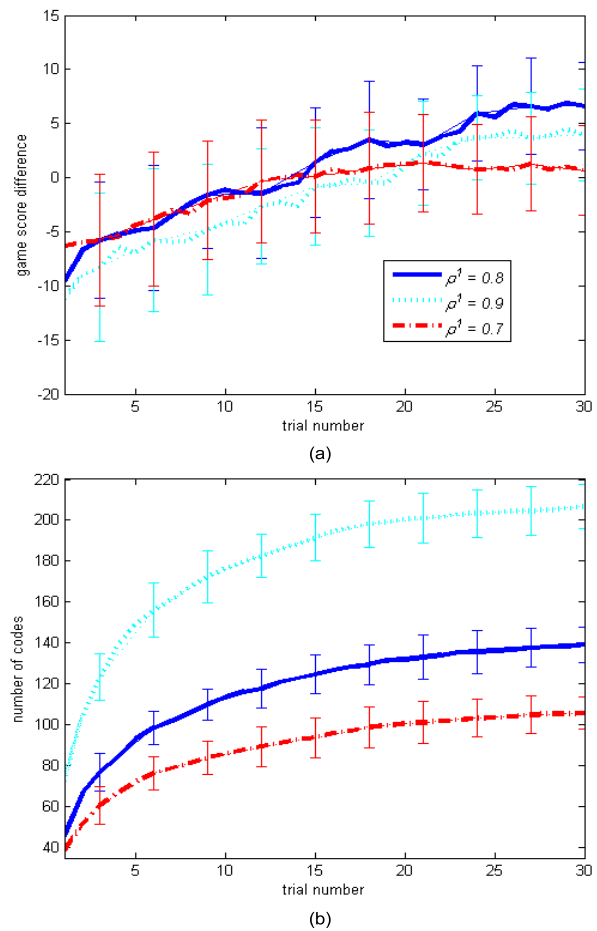 15
10
5
0
-5
-10
-15
-20
game score difference
ρ¹ = 0.8
ρ¹ = 0.9
ρ¹ = 0.7
5 10 15 20 25 30
trial number
(a)
220
200
180
160
140
120
100
80
60
40
number of codes
5 10 15 20 25 30
trial number
(b)